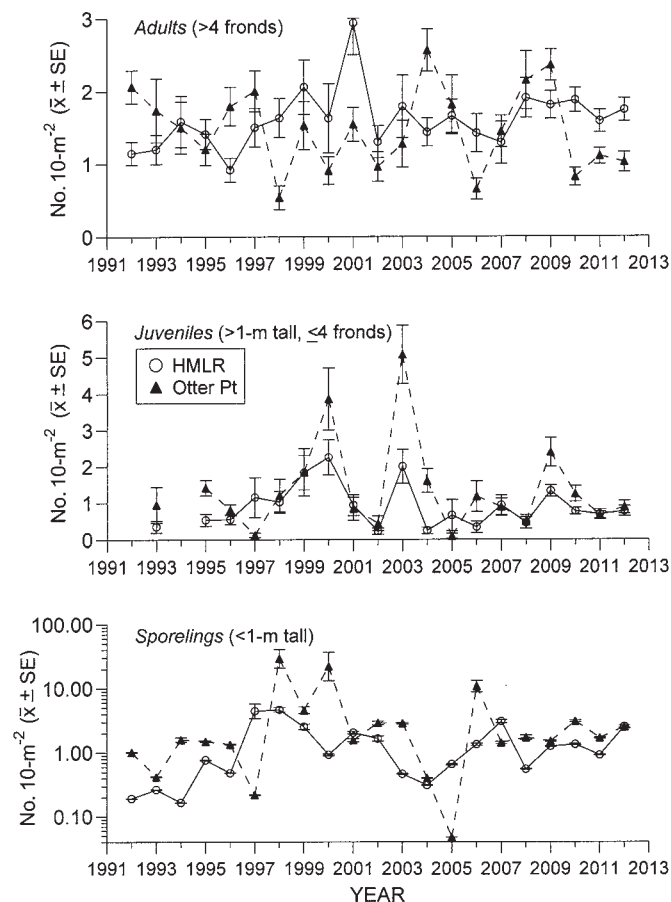 Adults (>4 fronds)
No. 10-m⁻² (x̄ ± SE)
3
2
1
0
1991 1993 1995 1997 1999 2001 2003 2005 2007 2009 2011 2013
Juveniles (>1-m tall, ≤4 fronds)
HMLR
Otter Pt
No. 10-m⁻² (x̄ ± SE)
6
5
4
3
2
1
0
1991 1993 1995 1997 1999 2001 2003 2005 2007 2009 2011 2013
Sporelings (<1-m tall)
No. 10-m⁻² (x̄ ± SE)
100.00
10.00
1.00
0.10
1991 1993 1995 1997 1999 2001 2003 2005 2007 2009 2011 2013
YEAR